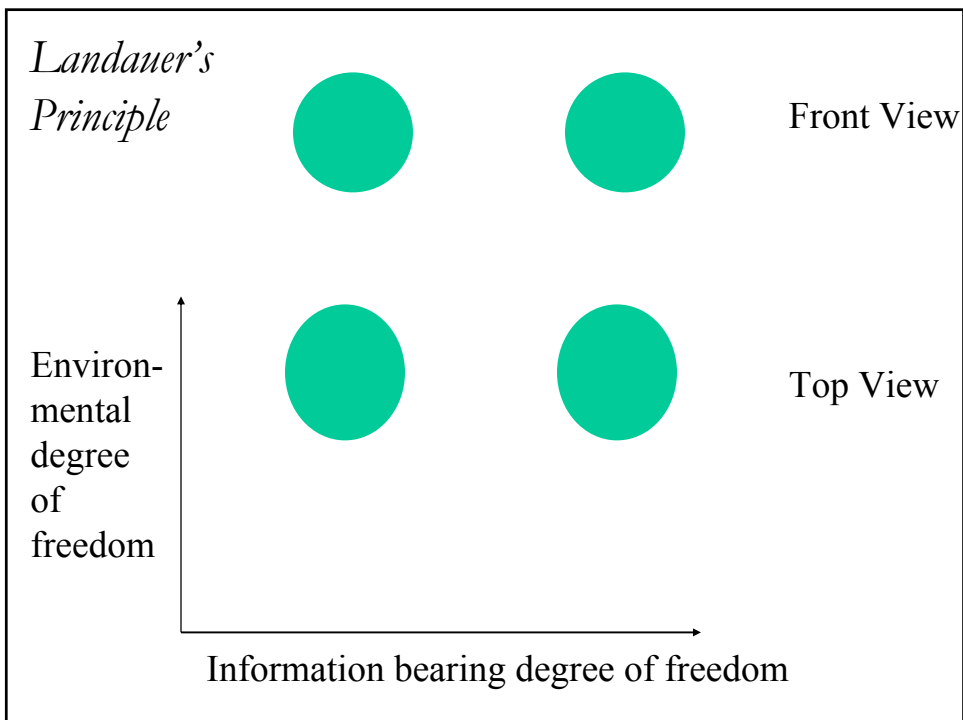 Landauer's
Principle
Front View
Environ-
mental
degree
of
freedom
Top View
Information bearing degree of freedom